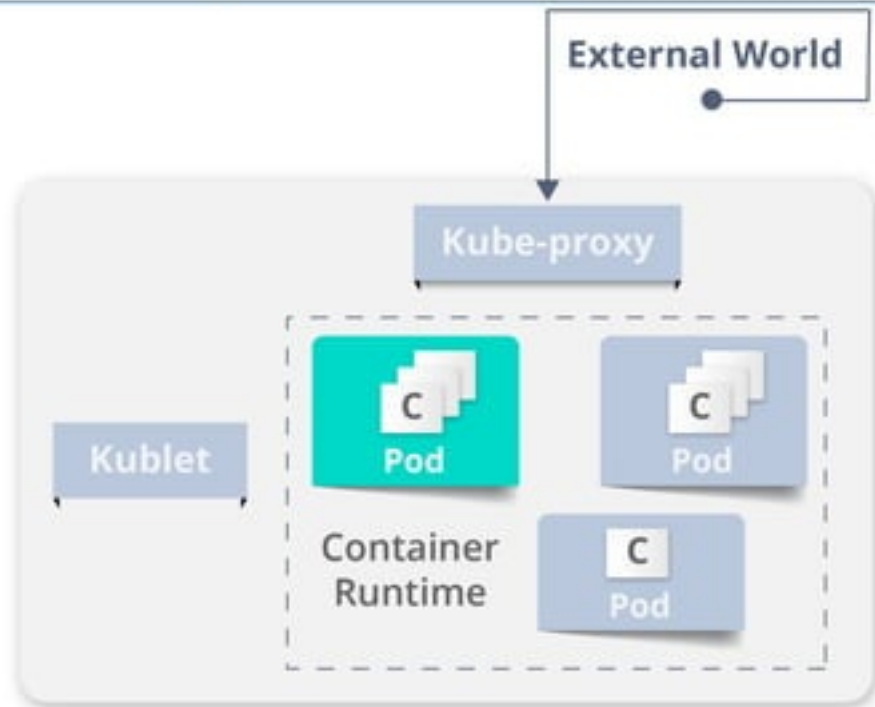 External World
Kube-proxy
C
Pod
C
Pod
Kublet
Container
Runtime
C
Pod